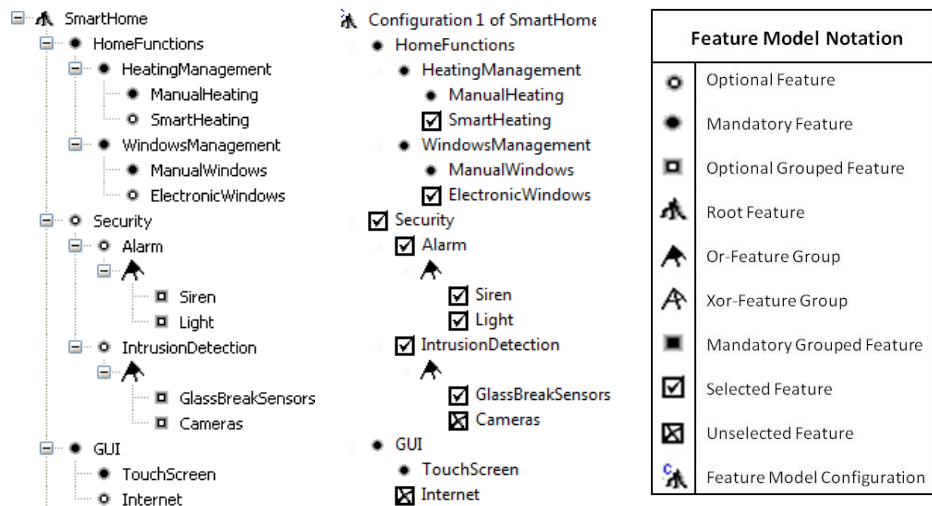 SmartHome
HomeFunctions
HeatingManagement
ManualHeating
SmartHeating
WindowsManagement
ManualWindows
ElectronicWindows
Security
Alarm
Siren
Light
IntrusionDetection
GlassBreakSensors
Cameras
GUI
TouchScreen
Internet
C
Configuration 1 of SmartHome
HomeFunctions
HeatingManagement
ManualHeating
SmartHeating
WindowsManagement
ManualWindows
ElectronicWindows
Security
Alarm
Siren
Light
IntrusionDetection
GlassBreakSensors
Cameras
GUI
TouchScreen
Internet
Feature Model Notation
Optional Feature
Mandatory Feature
Optional Grouped Feature
Root Feature
Or-Feature Group
Xor-Feature Group
Mandatory Grouped Feature
Selected Feature
Unselected Feature
C
Feature Model Configuration